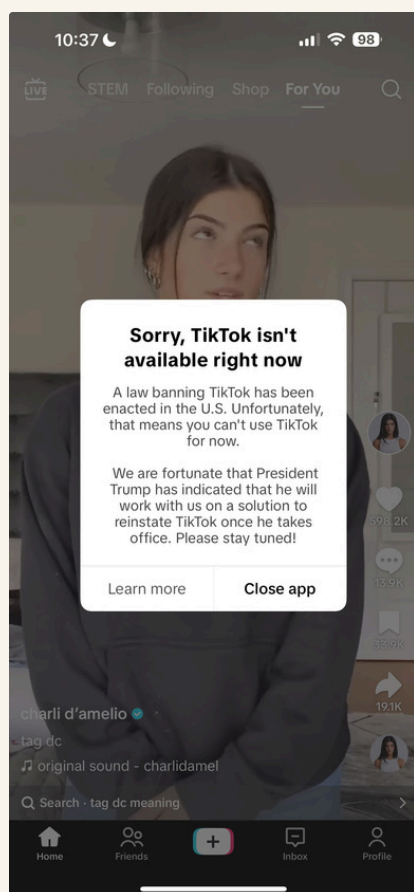 10:37
98
LIVE
STEM Following Shop For You
Sorry, TikTok isn't
available right now
A law banning TikTok has been
enacted in the U.S. Unfortunately,
that means you can't use TikTok
for now.
We are fortunate that President
Trump has indicated that he will
work with us on a solution to
reinstate TikTok once he takes
office. Please stay tuned!
Learn more
Close app
598.2K
13.9K
33.9K
19.1K
charli d'amelio
tag dc
original sound - charlidamel
Search · tag dc meaning
Home
Friends
Inbox
Profile